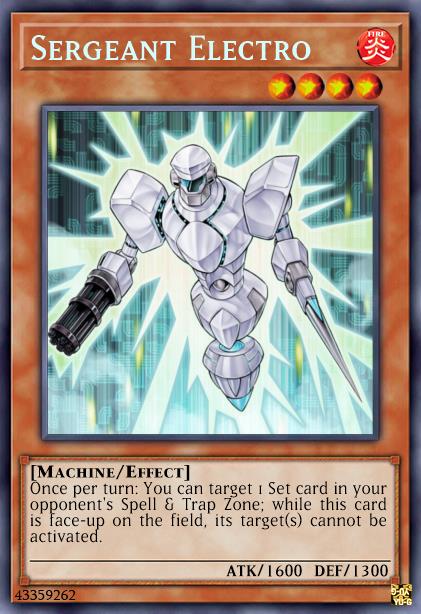 Sergeant Electro
FIRE
炎
[Machine/Effect]
Once per turn: You can target 1 Set card in your
opponent's Spell & Trap Zone; while this card
is face-up on the field, its target(s) cannot be
activated.
ATK/1600 DEF/1300
43359262